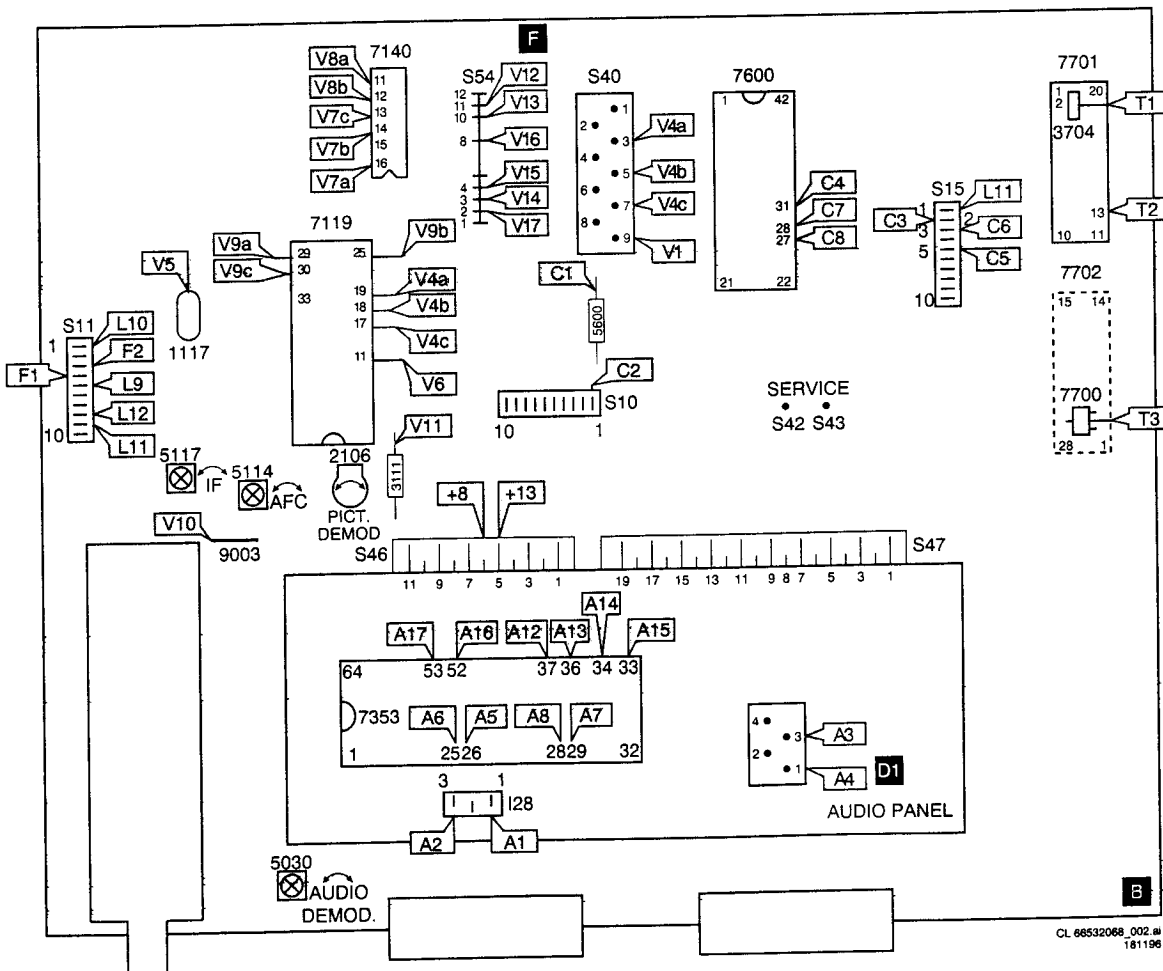 F
7140
V8a
11
V8b
12
V7c
13
14
V7b
15
V7a
16
S54
12
V12
11
10
V13
8
V16
V15
4
3
V14
2
V17
1
S40
1
2
3
V4a
4
5
V4b
6
7
V4c
8
9
V1
7600
1
42
31
C4
28
C7
27
C8
21
22
7701
1
20
2
T1
3704
13
T2
10
11
S15
L11
C3
1
2
C6
3
5
C5
10
7702
15
14
7700
T3
28
1
7119
V9a
29
25
V9b
V9c
30
33
19
V4a
18
V4b
17
V4c
11
V6
V5
1117
S11
1
L10
F2
F1
L9
L12
10
L11
C1
5600
C2
S10
10
1
SERVICE
S42
S43
V11
3111
5117
IF
5114
AFC
2106
PICT.
DEMOD
V10
9003
+8
+13
S46
11
9
7
5
3
1
S47
19
17
15
13
11
9
8
7
5
3
1
A17
A16
A12
A13
A14
A15
64
53
52
37
36
34
33
7353
A6
A5
A8
A7
1
25
26
28
29
32
3
1
I28
A2
A1
4
3
A3
2
1
A4
D1
AUDIO PANEL
5030
AUDIO
DEMOD.
B
CL 66532068_002.ai
181196